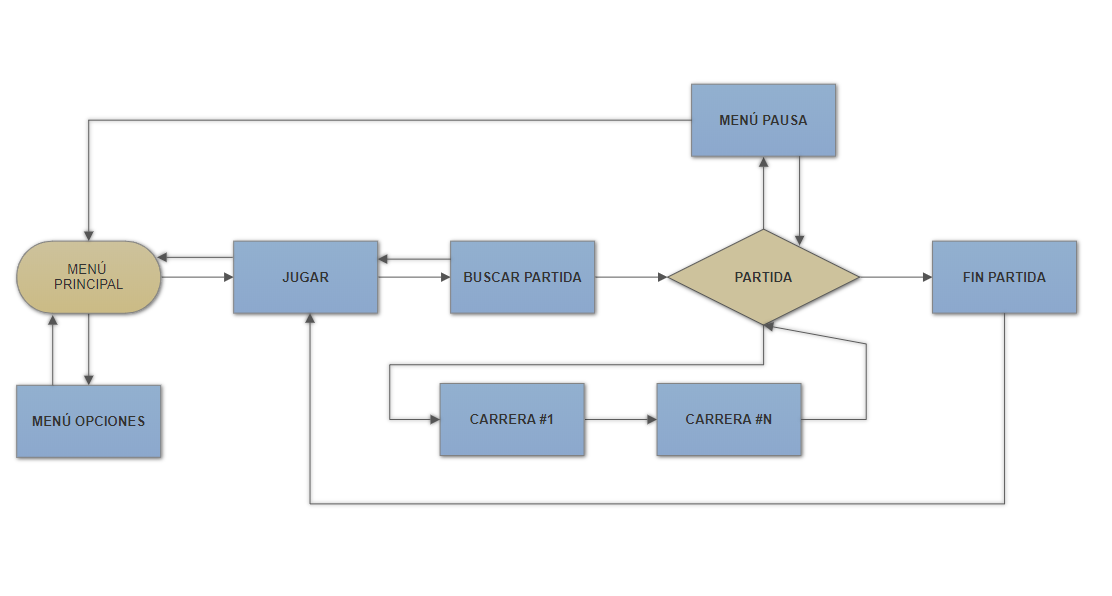 MENÚ PAUSA
MENÚ
PRINCIPAL
JUGAR
BUSCAR PARTIDA
PARTIDA
FIN PARTIDA
MENÚ OPCIONES
CARRERA #1
CARRERA #N